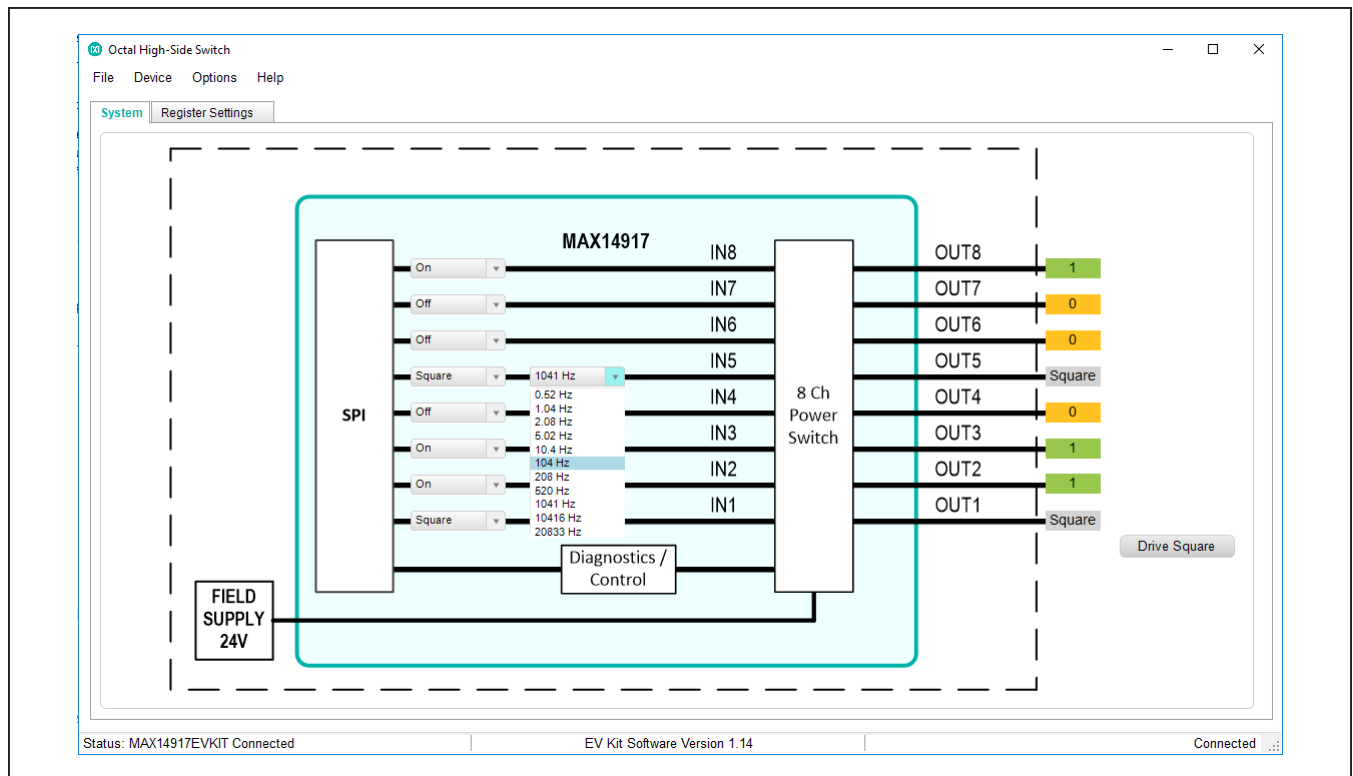 Octal High-Side Switch
File Device Options Help
System Register Settings
MAX14917
SPI
On
IN8
OUT8
1
Off
IN7
OUT7
0
Off
IN6
OUT6
0
Square
1041 Hz
IN5
OUT5
Square
0.52 Hz
1.04 Hz
2.08 Hz
5.02 Hz
10.4 Hz
104 Hz
208 Hz
520 Hz
1041 Hz
10416 Hz
20833 Hz
Off
IN4
OUT4
0
On
IN3
OUT3
1
On
IN2
OUT2
1
Square
IN1
OUT1
Square
8 Ch
Power
Switch
Drive Square
Diagnostics /
Control
FIELD
SUPPLY
24V
Status: MAX14917EVKIT Connected
EV Kit Software Version 1.14
Connected